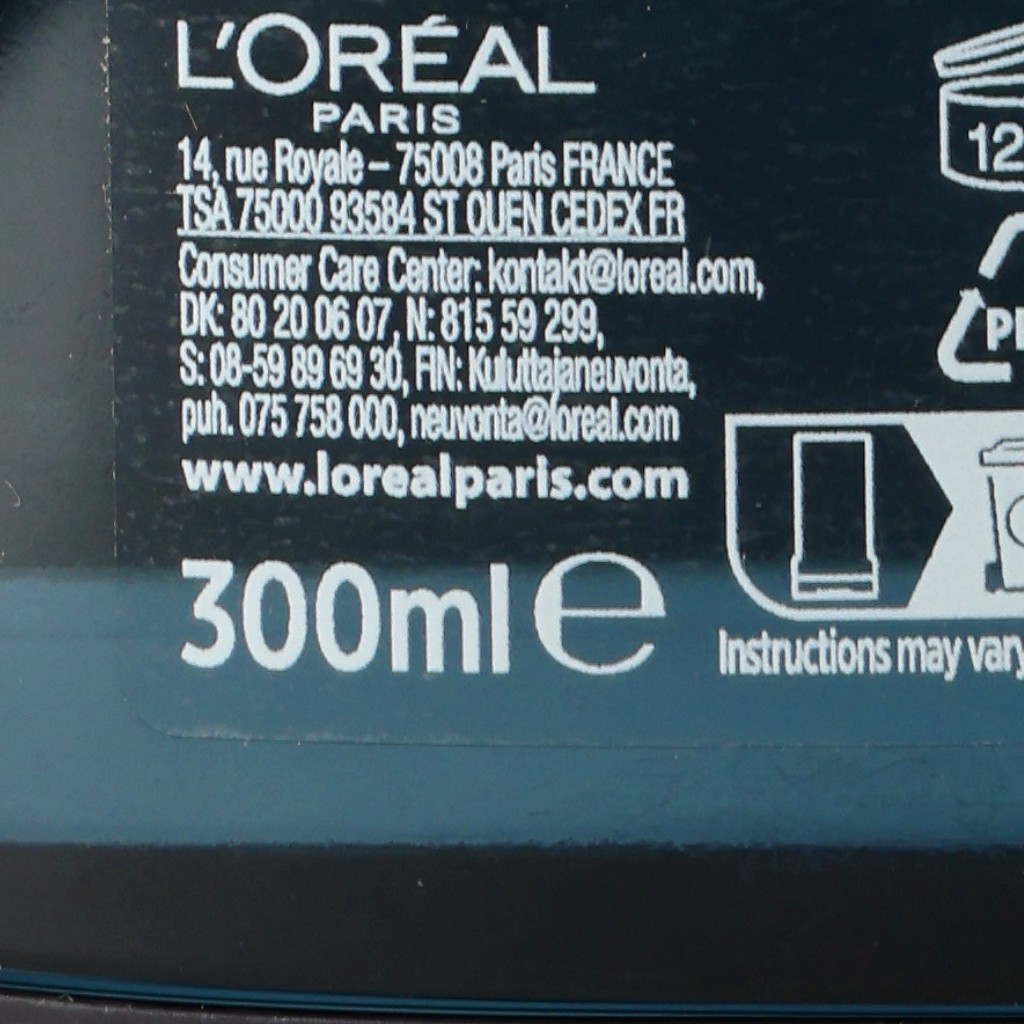 L'ORÉAL
PARIS
14, rue Royale – 75008 Paris FRANCE
TSA 75000 93584 ST OUEN CEDEX FR
Consumer Care Center: kontakt@loreal.com,
DK: 80 20 06 07, N: 815 59 299,
S: 08-59 89 69 30, FIN: Kuluttajaneuvonta,
puh. 075 758 000, neuvonta@loreal.com
www.lorealparis.com
300ml e
12
Instructions may vary